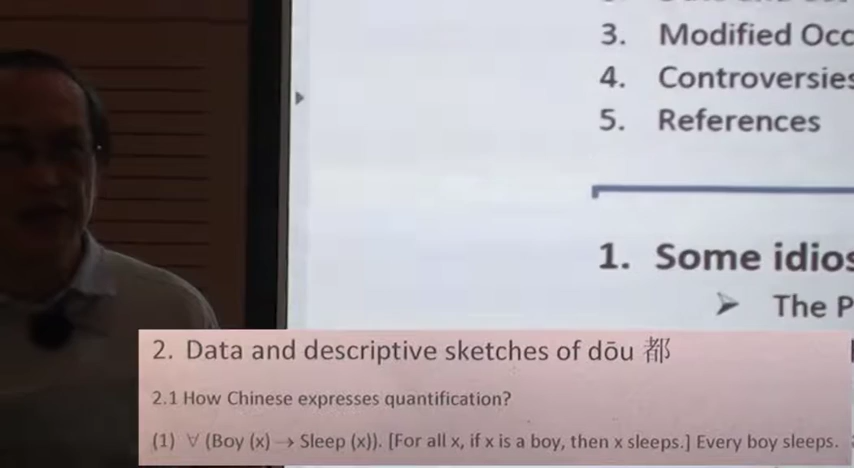 3. Modified Occ
4. Controversies
5. References
1. Some idios
➤ The P
2. Data and descriptive sketches of dōu 都
2.1 How Chinese expresses quantification?
(1) ∀ (Boy (x) → Sleep (x)). [For all x, if x is a boy, then x sleeps.] Every boy sleeps.